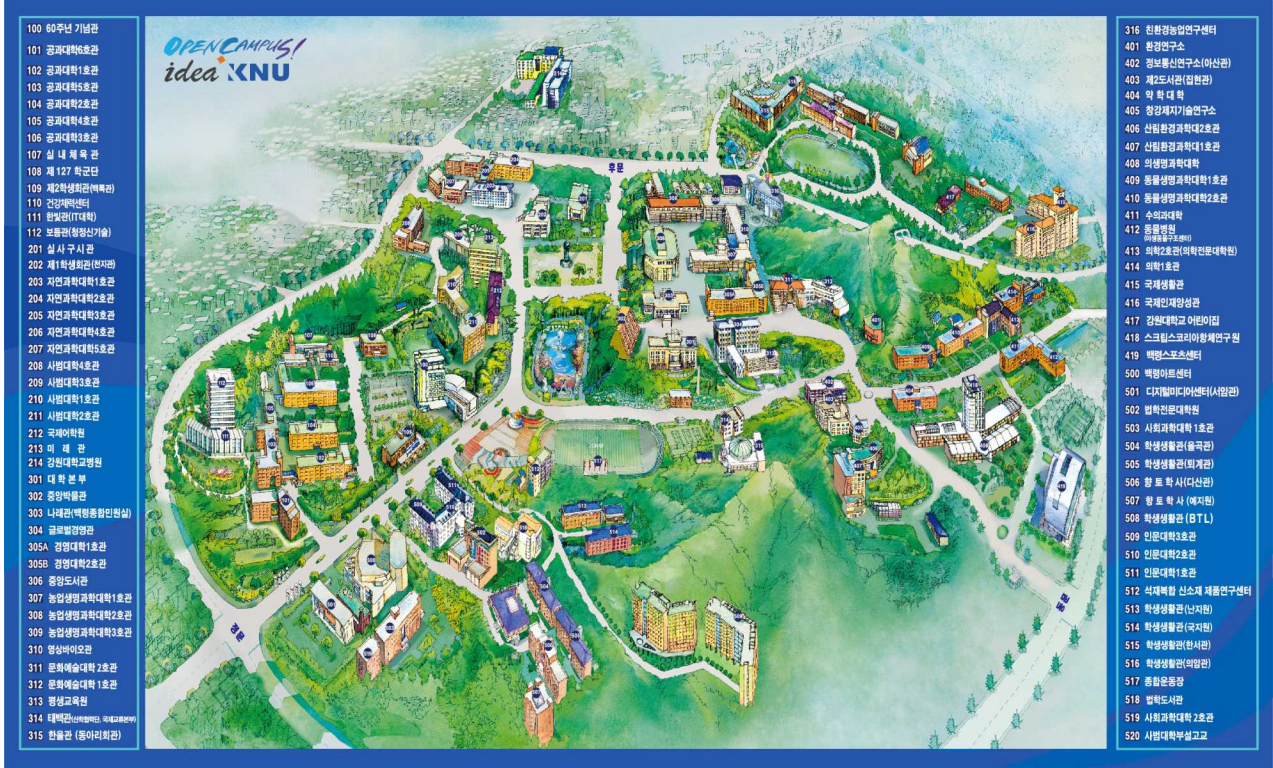 100 60주년 기념관
101 공과대학6호관
102 공과대학1호관
103 공과대학5호관
104 공과대학2호관
105 공과대학4호관
106 공과대학3호관
107 실 내 체 육 관
108 제 127 학군단
109 제2학생회관(백록관)
110 건강체력센터
111 한빛관(IT대학)
112 보듬관(청정신기술)
201 실 사 구 시 관
202 제1학생회관(천지관)
203 자연과학대학1호관
204 자연과학대학2호관
205 자연과학대학3호관
206 자연과학대학4호관
207 자연과학대학5호관
208 사범대학4호관
209 사범대학3호관
210 사범대학1호관
211 사범대학2호관
212 국제어학원
213 미 래 관
214 강원대학교병원
301 대 학 본 부
302 중앙박물관
303 나래관(백령종합민원실)
304 글로벌경영관
305A 경영대학1호관
305B 경영대학2호관
306 중앙도서관
307 농업생명과학대학1호관
308 농업생명과학대학2호관
309 농업생명과학대학3호관
310 영상바이오관
311 문화예술대학 2호관
312 문화예술대학 1호관
313 평생교육원
314 태백관(산학협력단, 국제교류본부)
315 한울관 (동아리회관)
OPEN CAMPUS!
idea KNU
후문
정문
동문
316 친환경농업연구센터
401 환경연구소
402 정보통신연구소(아산관)
403 제2도서관(집현관)
404 약 학 대 학
405 창강제지기술연구소
406 산림환경과학대2호관
407 산림환경과학대1호관
408 의생명과학대학
409 동물생명과학대학1호관
410 동물생명과학대학2호관
411 수의과대학
412 동물병원
(야생동물구조센터)
413 의학2호관(의학전문대학원)
414 의학1호관
415 국제생활관
416 국제인재양성관
417 강원대학교 어린이집
418 스크립스코리아항체연구원
419 백령스포츠센터
500 백령아트센터
501 디지털미디어센터(서암관)
502 법학전문대학원
503 사회과학대학 1호관
504 학생생활관(율곡관)
505 학생생활관(퇴계관)
506 향 토 학 사(다산관)
507 향 토 학 사 (예지원)
508 학생생활관 (BTL)
509 인문대학3호관
510 인문대학2호관
511 인문대학1호관
512 석재복합 신소재 제품연구센터
513 학생생활관(난지원)
514 학생생활관(국지원)
515 학생생활관(한서관)
516 학생생활관(의암관)
517 종합운동장
518 법학도서관
519 사회과학대학 2호관
520 사범대학부설고교